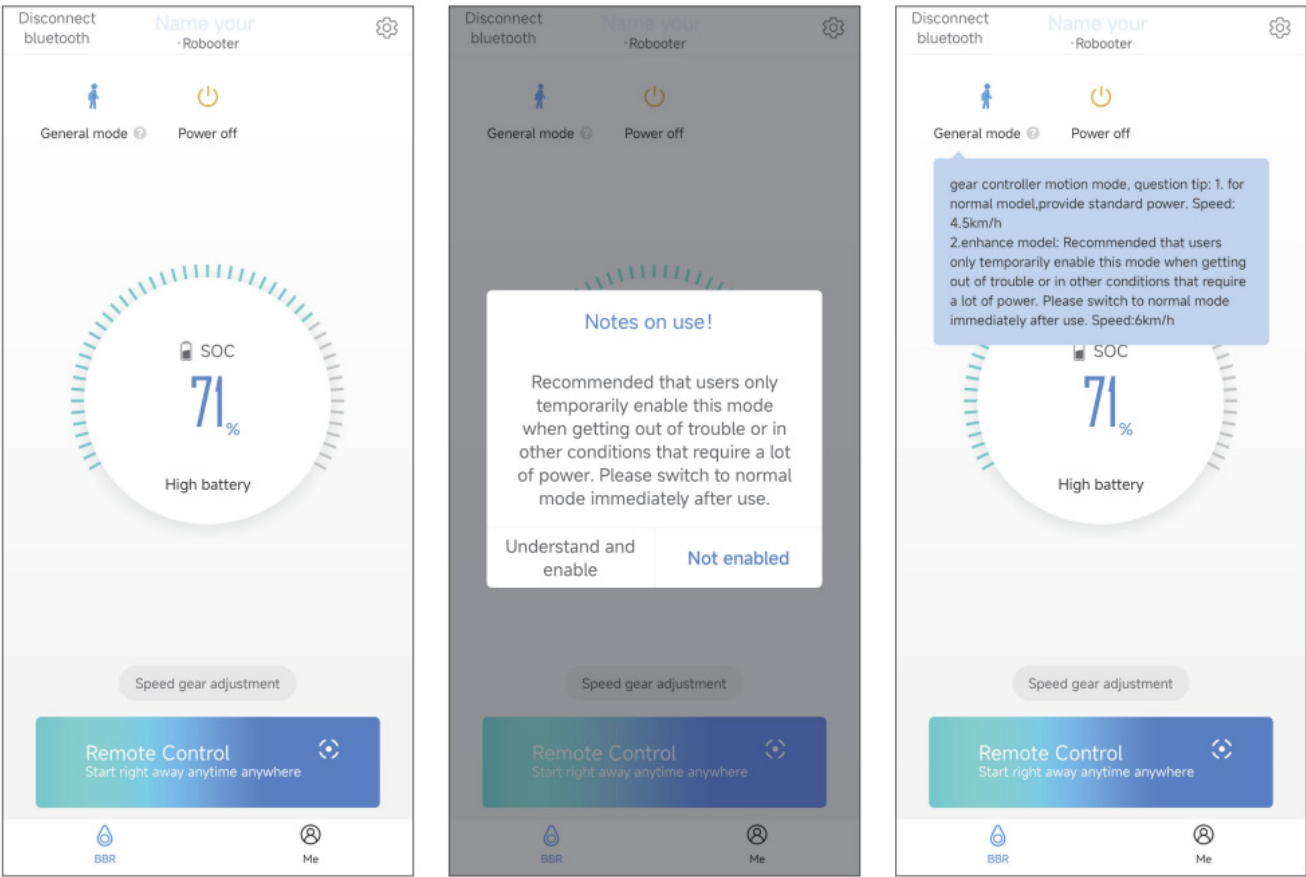 Disconnect
bluetooth
Name your
-Robooter
General mode ?
Power off
SOC
71%
High battery
Speed gear adjustment
Remote Control
Start right away anytime anywhere
BBR
Me
Disconnect
bluetooth
Name your
-Robooter
General mode ?
Power off
Notes on use!
Recommended that users only
temporarily enable this mode
when getting out of trouble or in
other conditions that require a lot
of power. Please switch to normal
mode immediately after use.
Understand and
enable
Not enabled
Speed gear adjustment
Remote Control
Start right away anytime anywhere
BBR
Me
Disconnect
bluetooth
Name your
-Robooter
General mode ?
Power off
gear controller motion mode, question tip: 1. for
normal model,provide standard power. Speed:
4.5km/h
2.enhance model: Recommended that users
only temporarily enable this mode when getting
out of trouble or in other conditions that require
a lot of power. Please switch to normal mode
immediately after use. Speed:6km/h
SOC
71%
High battery
Speed gear adjustment
Remote Control
Start right away anytime anywhere
BBR
Me